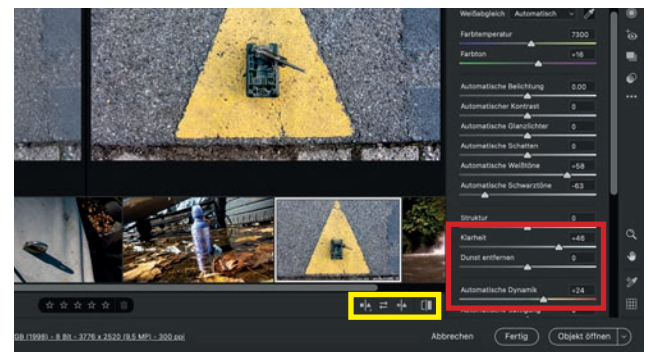 Weißabgleich Automatisch
Farbtemperatur 7300
Farbton +16
Automatische Belichtung 0.00
Automatischer Kontrast 0
Automatische Glanzlichter 0
Automatische Schatten 0
Automatische Weißtöne +58
Automatische Schwarztöne -63
Struktur 0
Klarheit +46
Dunst entfernen 0
Automatische Dynamik +24
Automatische Sättigung
GB (1998) - 8 Bit - 3776 x 2520 (9.5 MP) - 300 ppi
Abbrechen Fertig Objekt öffnen